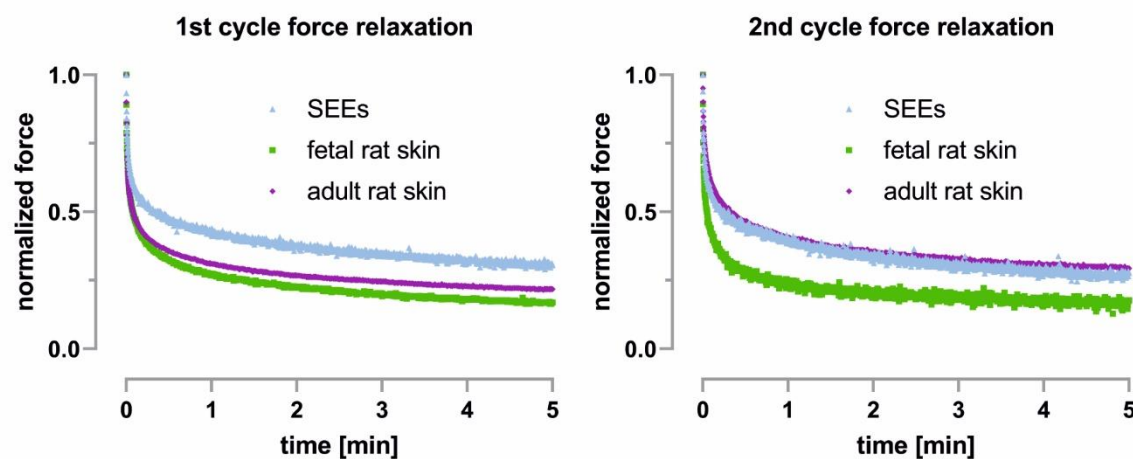 1st cycle force relaxation
normalized force
1.0
0.5
0.0
SEEs
fetal rat skin
adult rat skin
0 1 2 3 4 5
time [min]
2nd cycle force relaxation
normalized force
1.0
0.5
0.0
SEEs
fetal rat skin
adult rat skin
0 1 2 3 4 5
time [min]